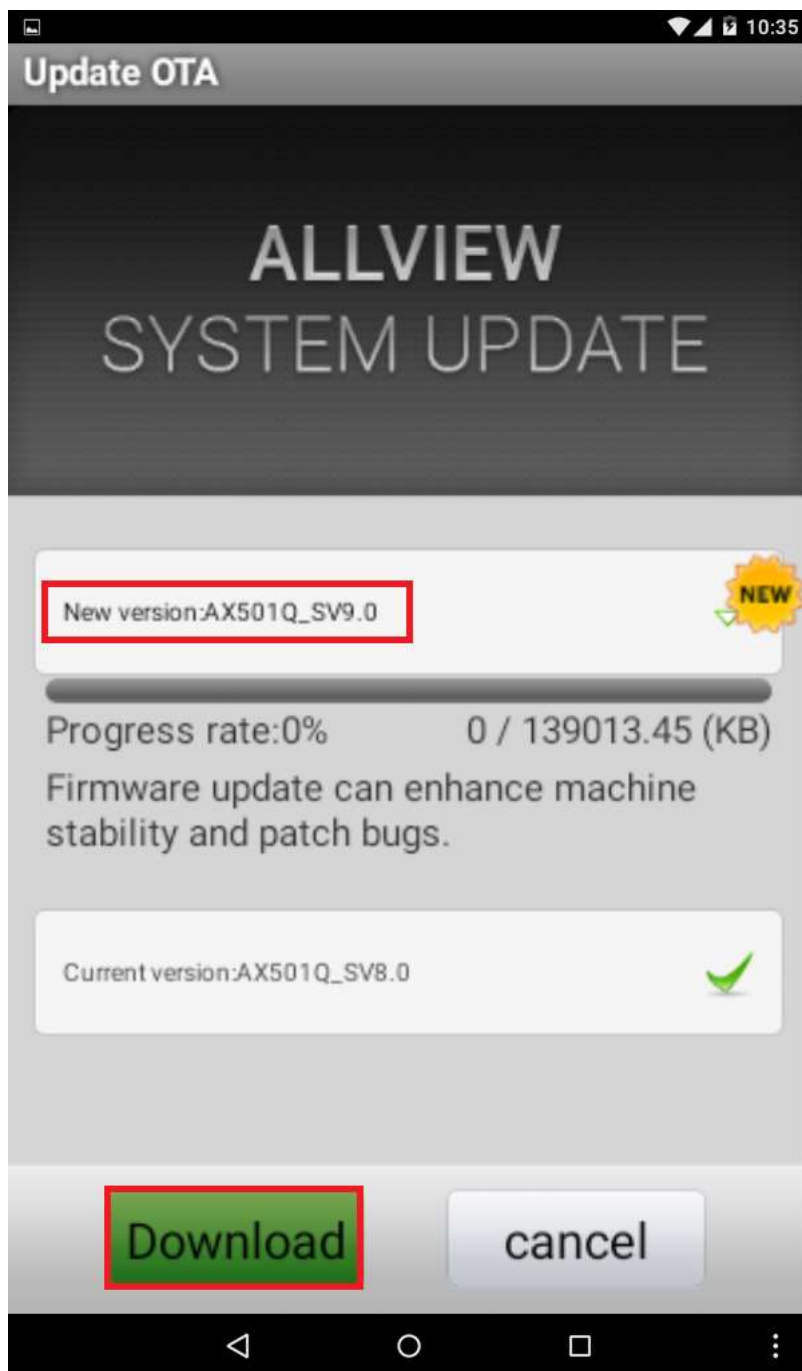 10:35
Update OTA
ALLVIEW
SYSTEM UPDATE
New version:AX501Q_SV9.0
NEW
Progress rate:0% 0 / 139013.45 (KB)
Firmware update can enhance machine
stability and patch bugs.
Current version:AX501Q_SV8.0
Download cancel